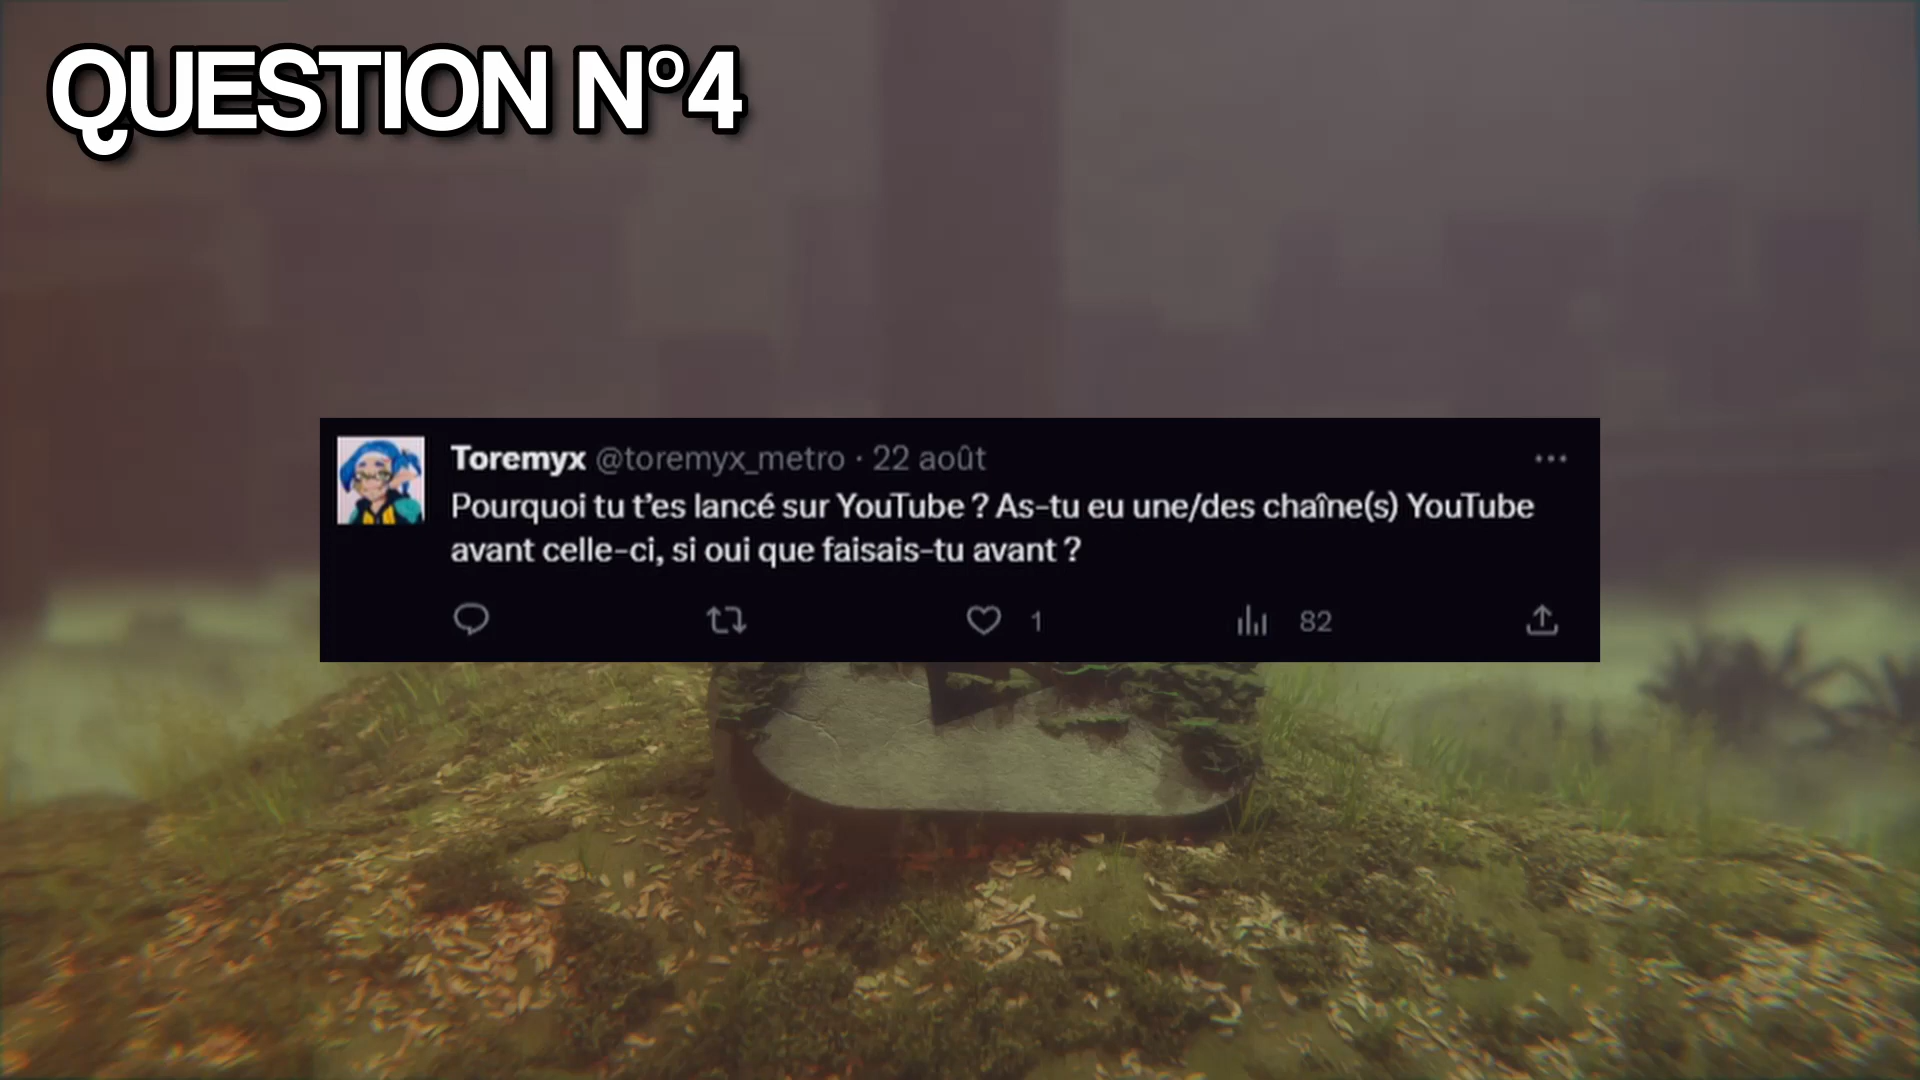 QUESTION N°4
Toremyx @toremyx_metro · 22 août
Pourquoi tu t’es lancé sur YouTube ? As-tu eu une/des chaîne(s) YouTube
avant celle-ci, si oui que faisais-tu avant ?
1 82